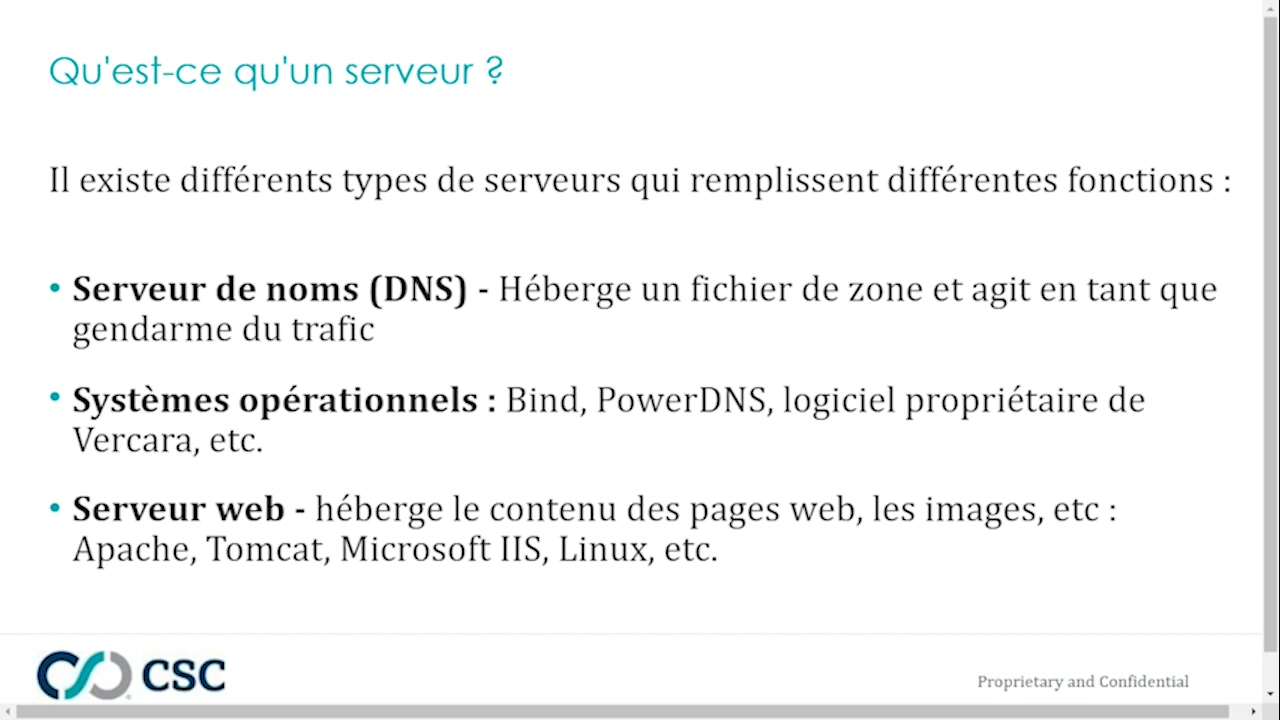 Qu'est-ce qu'un serveur ?
Il existe différents types de serveurs qui remplissent différentes fonctions :
• Serveur de noms (DNS) - Héberge un fichier de zone et agit en tant que
gendarme du trafic
• Systèmes opérationnels : Bind, PowerDNS, logiciel propriétaire de
Vercara, etc.
• Serveur web - héberge le contenu des pages web, les images, etc :
Apache, Tomcat, Microsoft IIS, Linux, etc.
CSC
Proprietary and Confidential